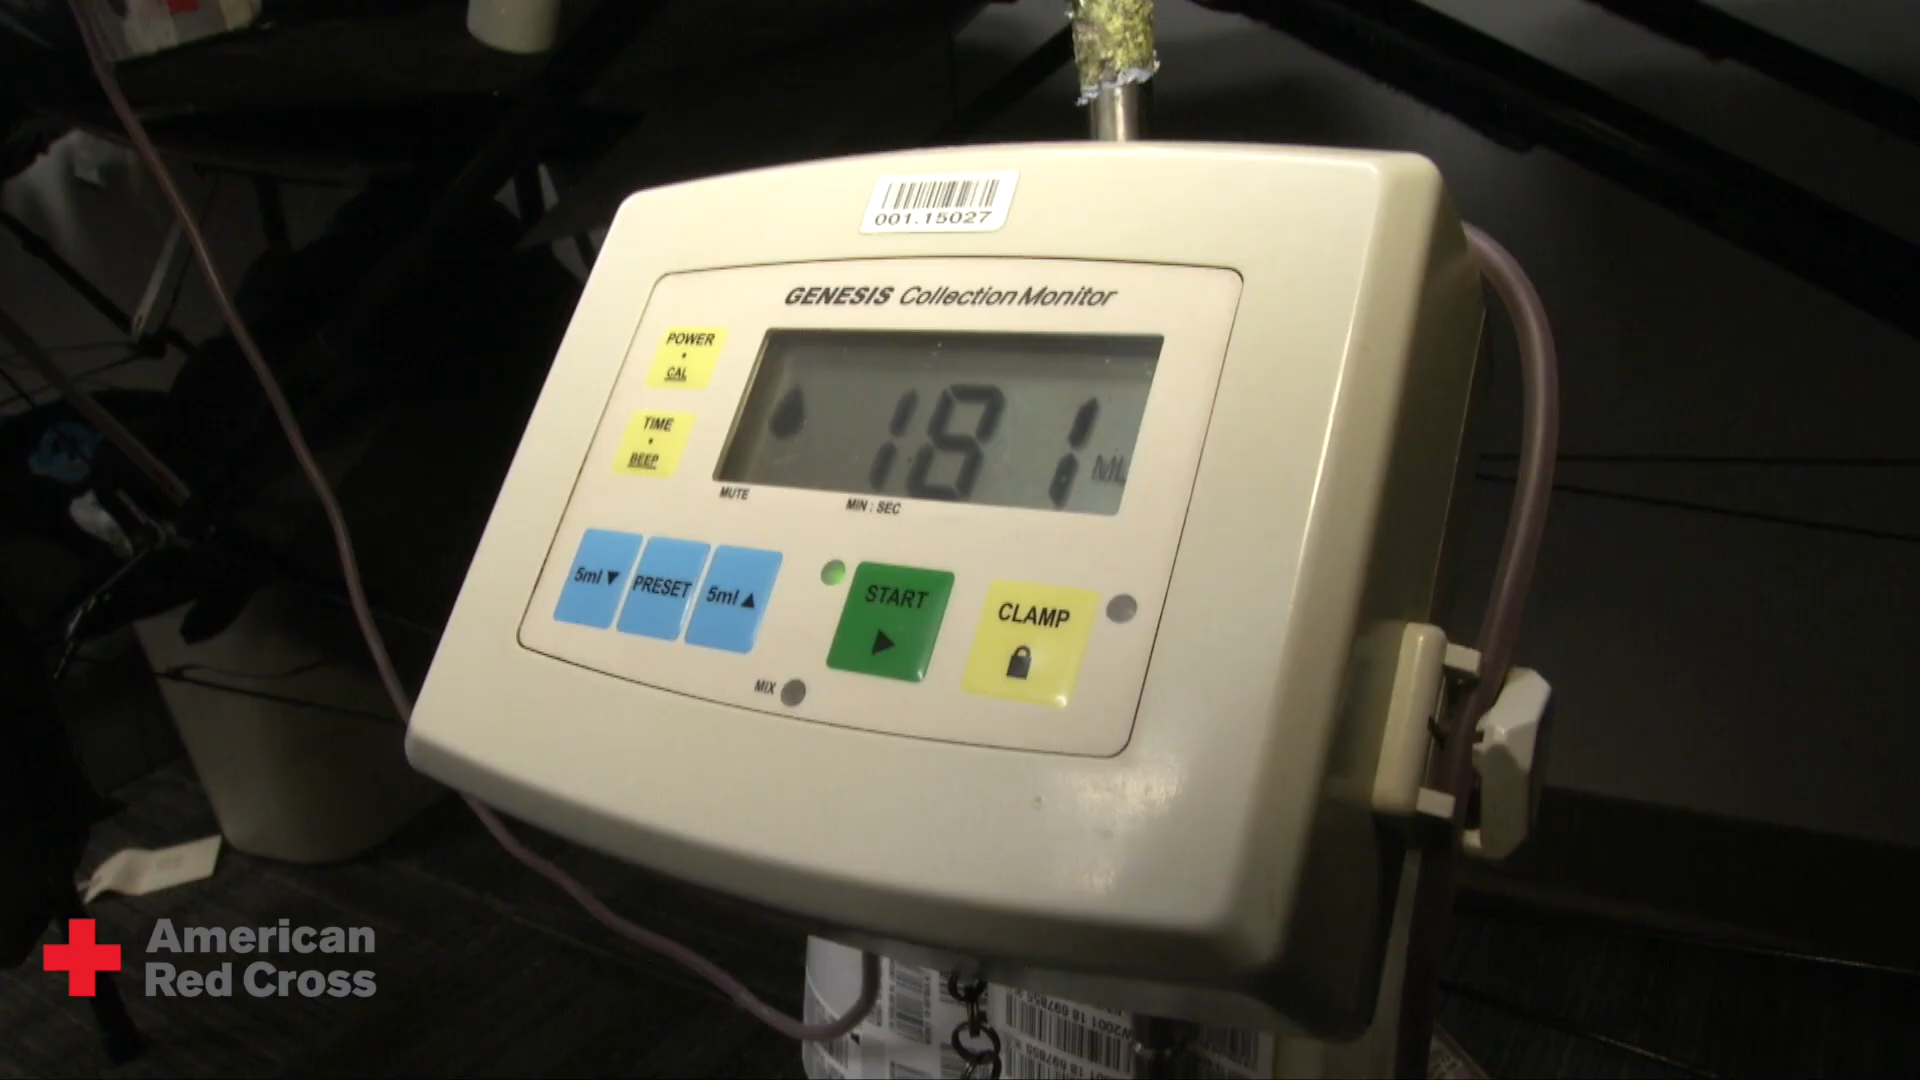 001.15027
GENESIS Collection Monitor
POWER
CAL
181 ML
TIME
BEEP
MUTE
MIN : SEC
5ml ▼
PRESET
5ml ▲
START
CLAMP
MIX
American
Red Cross